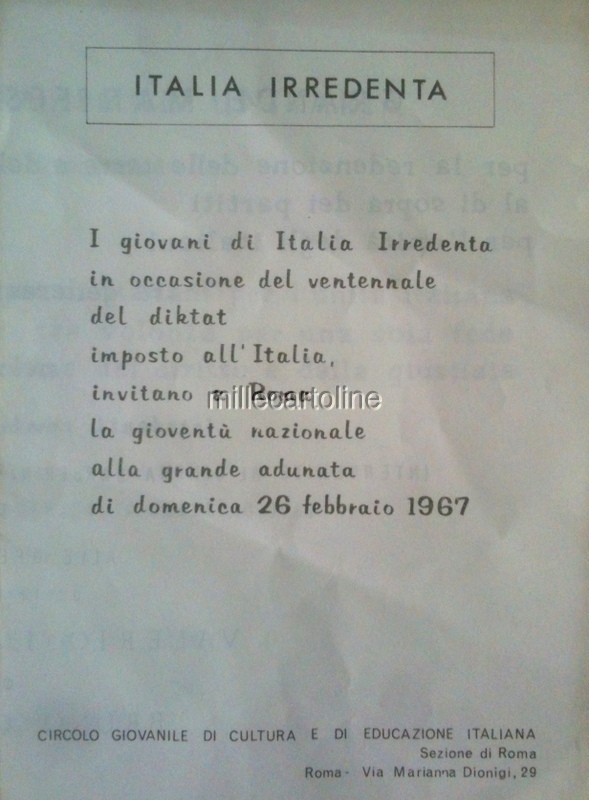 ITALIA IRREDENTA
I giovani di Italia Irredenta
in occasione del ventennale
del diktat
imposto all'Italia,
invitano a Roma
millecartoline
la gioventù nazionale
alla grande adunata
di domenica 26 febbraio 1967
CIRCOLO GIOVANILE DI CULTURA E DI EDUCAZIONE ITALIANA
Sezione di Roma
Roma - Via Marianna Dionigi, 29